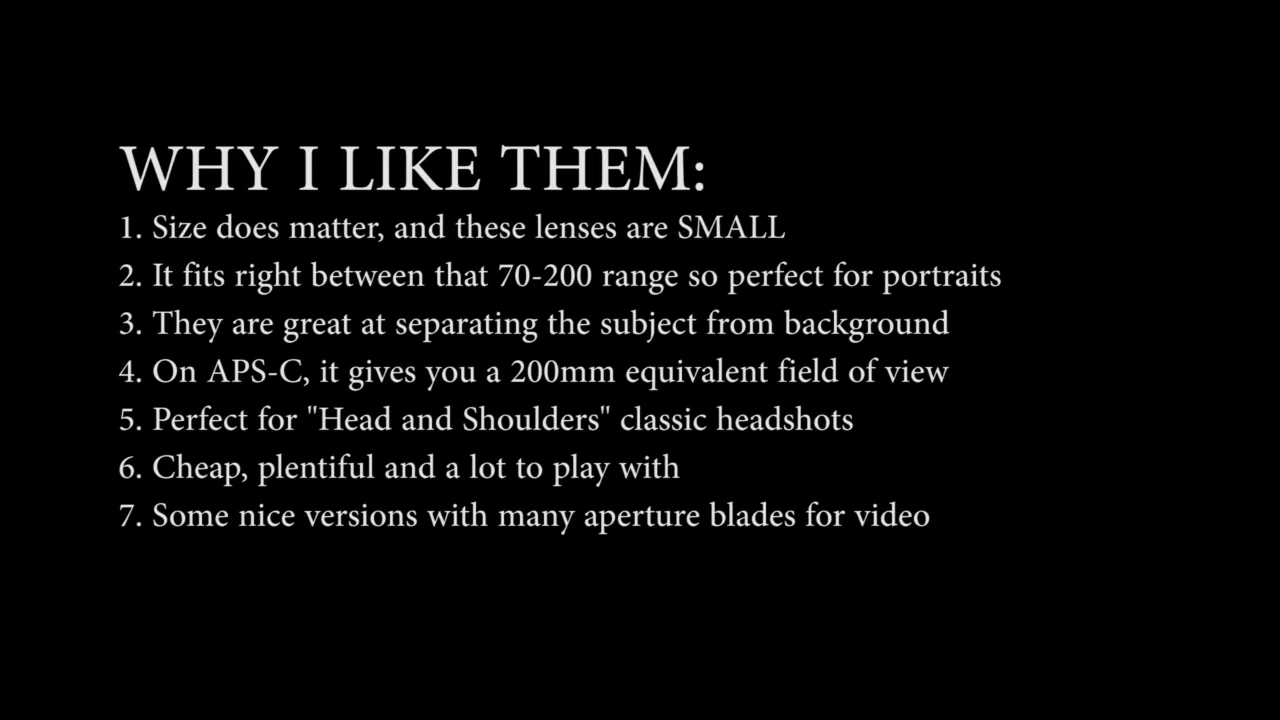 WHY I LIKE THEM:
1. Size does matter, and these lenses are SMALL
2. It fits right between that 70-200 range so perfect for portraits
3. They are great at separating the subject from background
4. On APS-C, it gives you a 200mm equivalent field of view
5. Perfect for "Head and Shoulders" classic headshots
6. Cheap, plentiful and a lot to play with
7. Some nice versions with many aperture blades for video